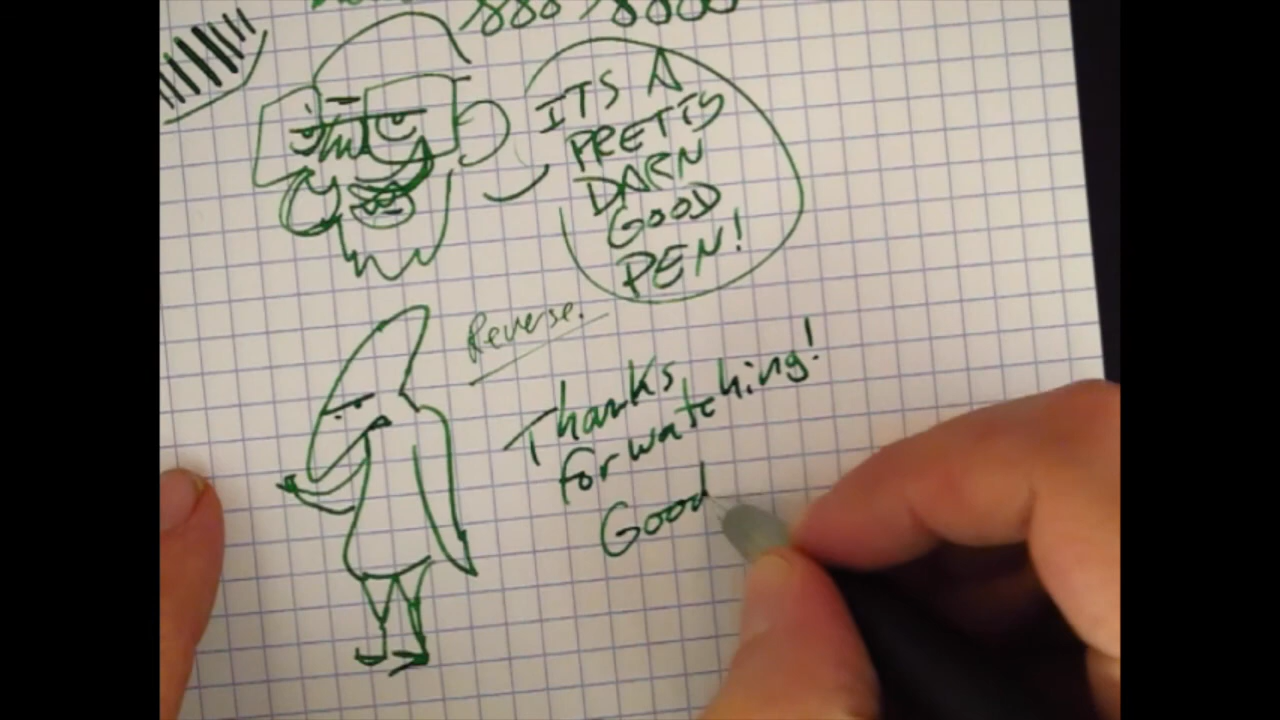 ITS A
PRETTY
DARN
GOOD
PEN!
Reverse.
Thanks
for watching!
Good